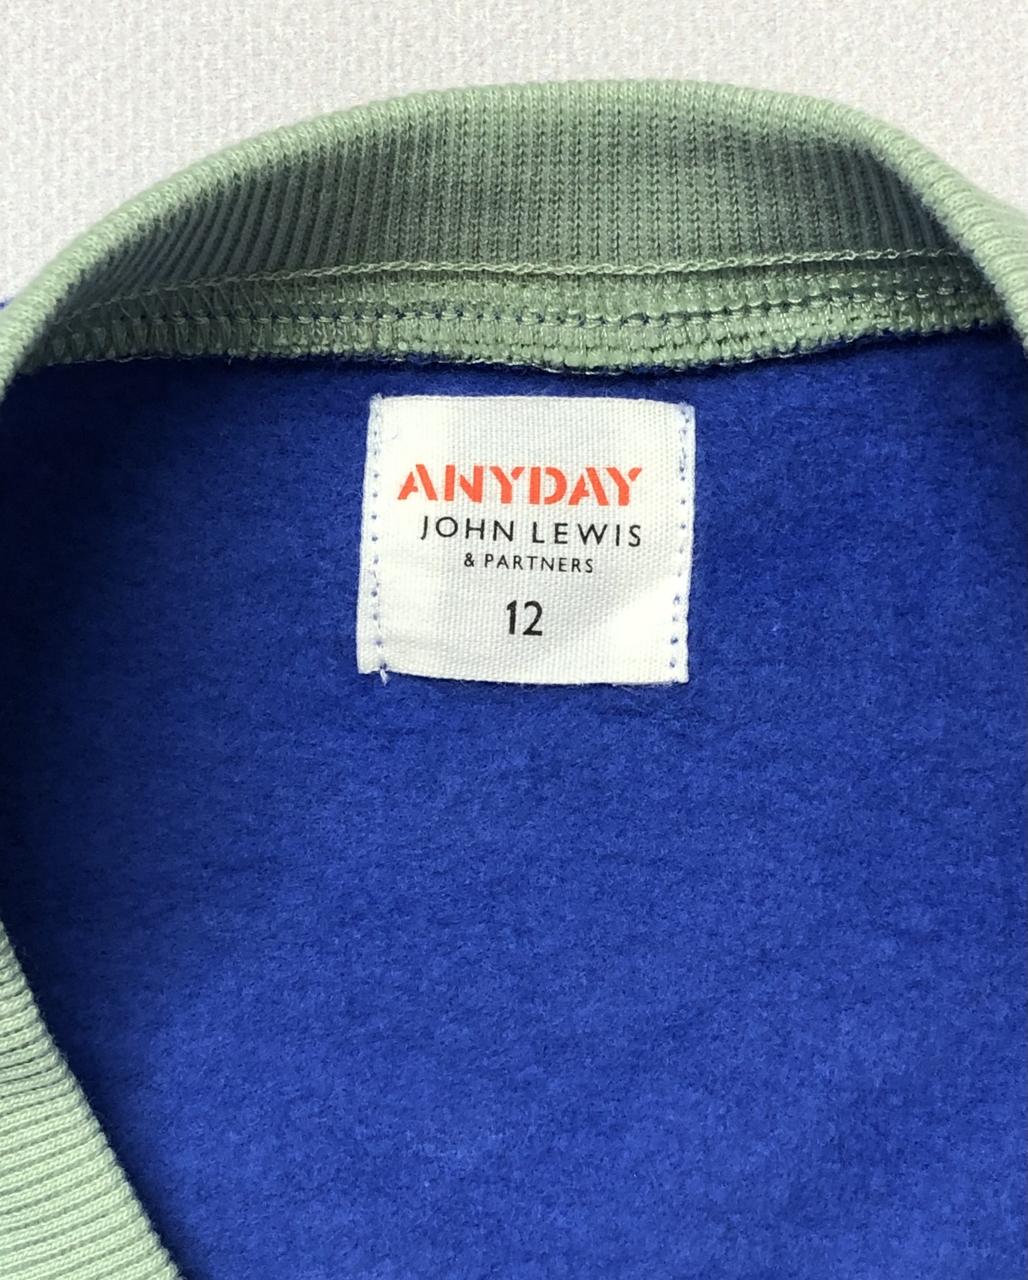 ANYDAY
JOHN LEWIS
& PARTNERS
12